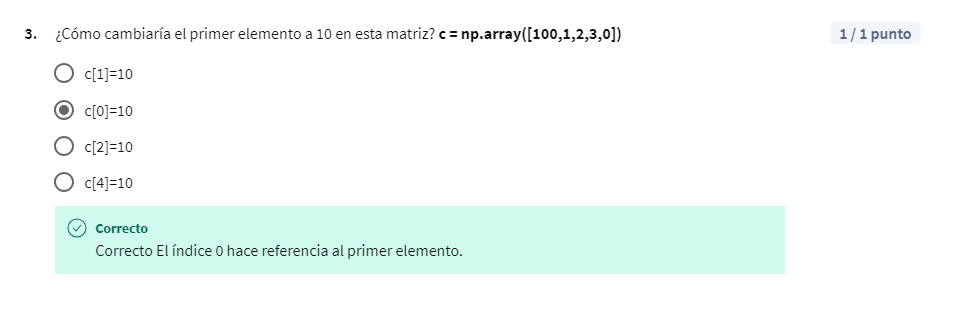 3. ¿Cómo cambiaría el primer elemento a 10 en esta matriz? c = np.array([100,1,2,3,0]) 1 / 1 punto
c[1]=10
c[0]=10
c[2]=10
c[4]=10
Correcto
Correcto El índice 0 hace referencia al primer elemento.